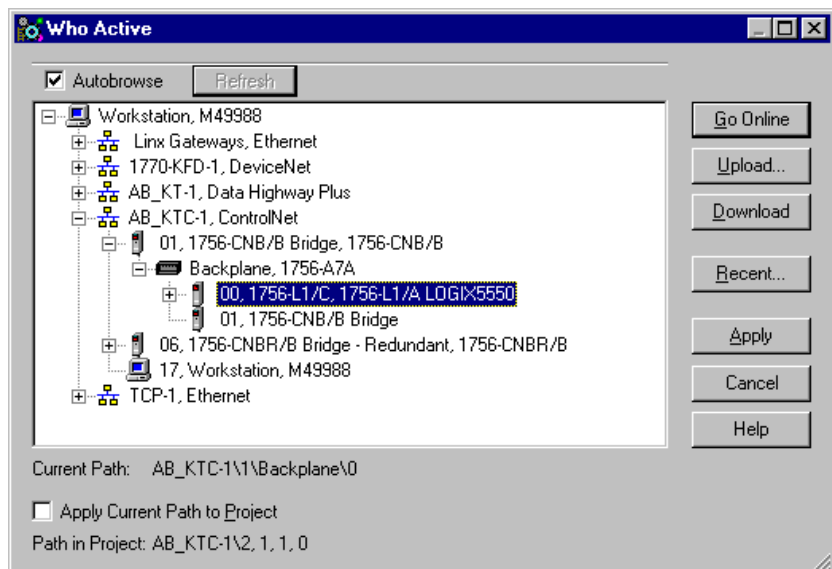 Who Active
Autobrowse
Refresh
Workstation, M49988
Linx Gateways, Ethernet
1770-KFD-1, DeviceNet
AB_KT-1, Data Highway Plus
AB_KTC-1, ControlNet
01, 1756-CNB/B Bridge, 1756-CNB/B
Backplane, 1756-A7A
00, 1756-L1/C, 1756-L1/A LOGIX5550
01, 1756-CNB/B Bridge
06, 1756-CNBR/B Bridge - Redundant, 1756-CNBR/B
17, Workstation, M49988
TCP-1, Ethernet
Go Online
Upload...
Download
Recent...
Apply
Cancel
Help
Current Path: AB_KTC-1\1\Backplane\0
Apply Current Path to Project
Path in Project: AB_KTC-1\2, 1, 1, 0